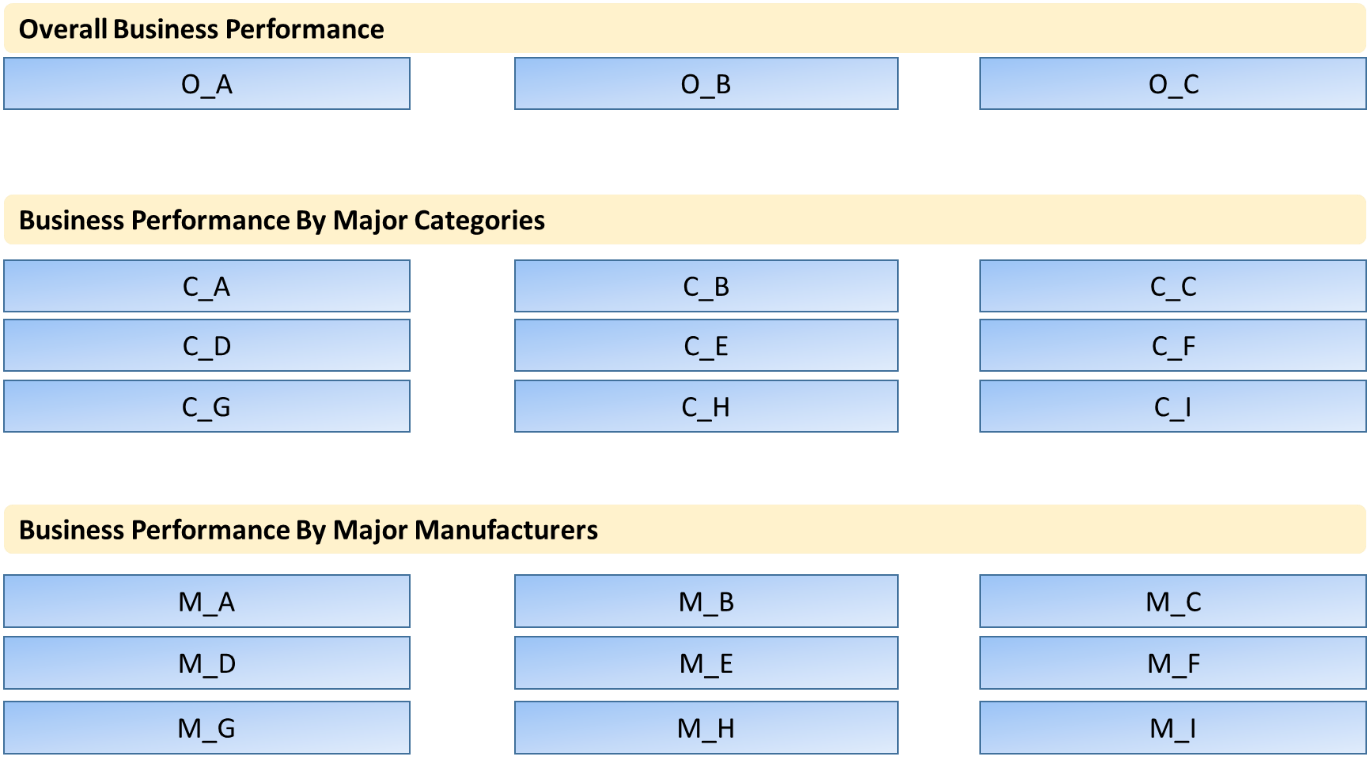 Overall Business Performance
O_A O_B O_C
Business Performance By Major Categories
C_A C_B C_C
C_D C_E C_F
C_G C_H C_I
Business Performance By Major Manufacturers
M_A M_B M_C
M_D M_E M_F
M_G M_H M_I